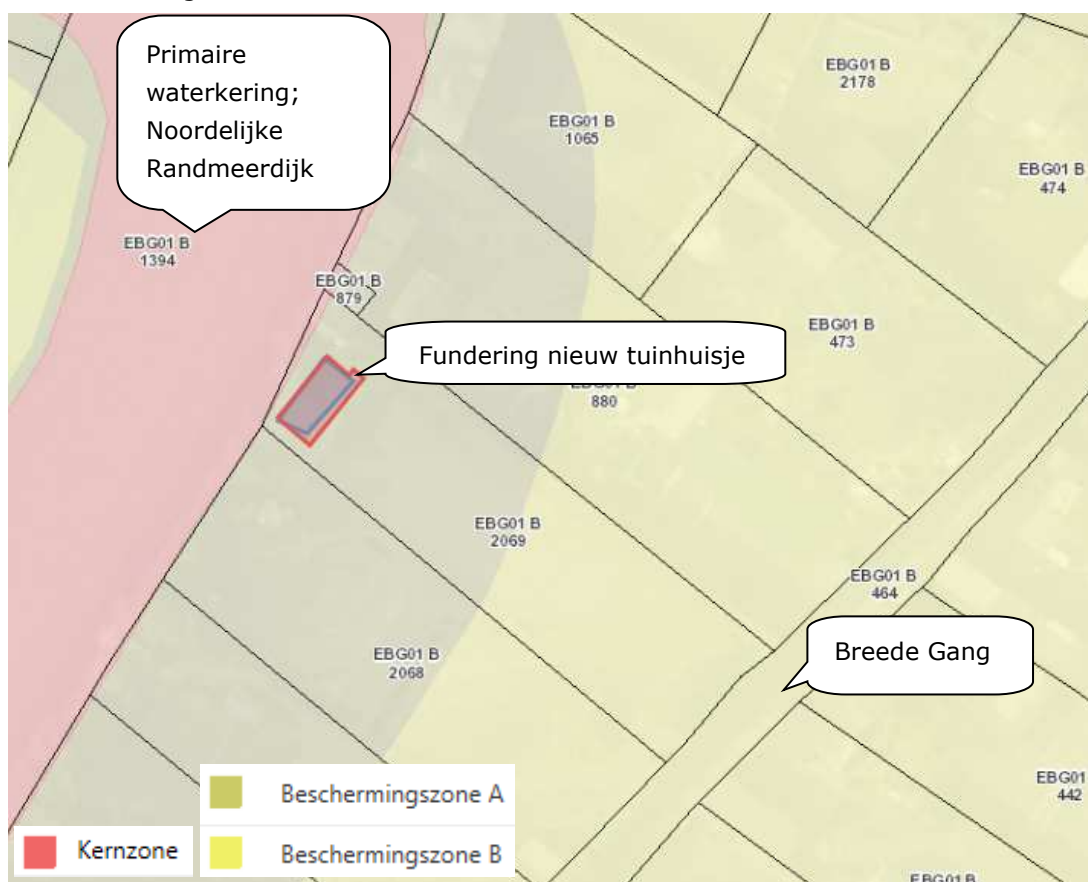 Primaire
waterkering;
Noordelijke
Randmeerdijk
EBG01 B
2178
EBG01 B
1065
EBG01 B
474
EBG01 B
1394
EBG01 B
879
EBG01 B
473
Fundering nieuw tuinhuisje
880
EBG01 B
2069
EBG01 B
464
Breede Gang
EBG01 B
2068
EBG01
442
Beschermingszone A
Kernzone
Beschermingszone B
EBG01 B